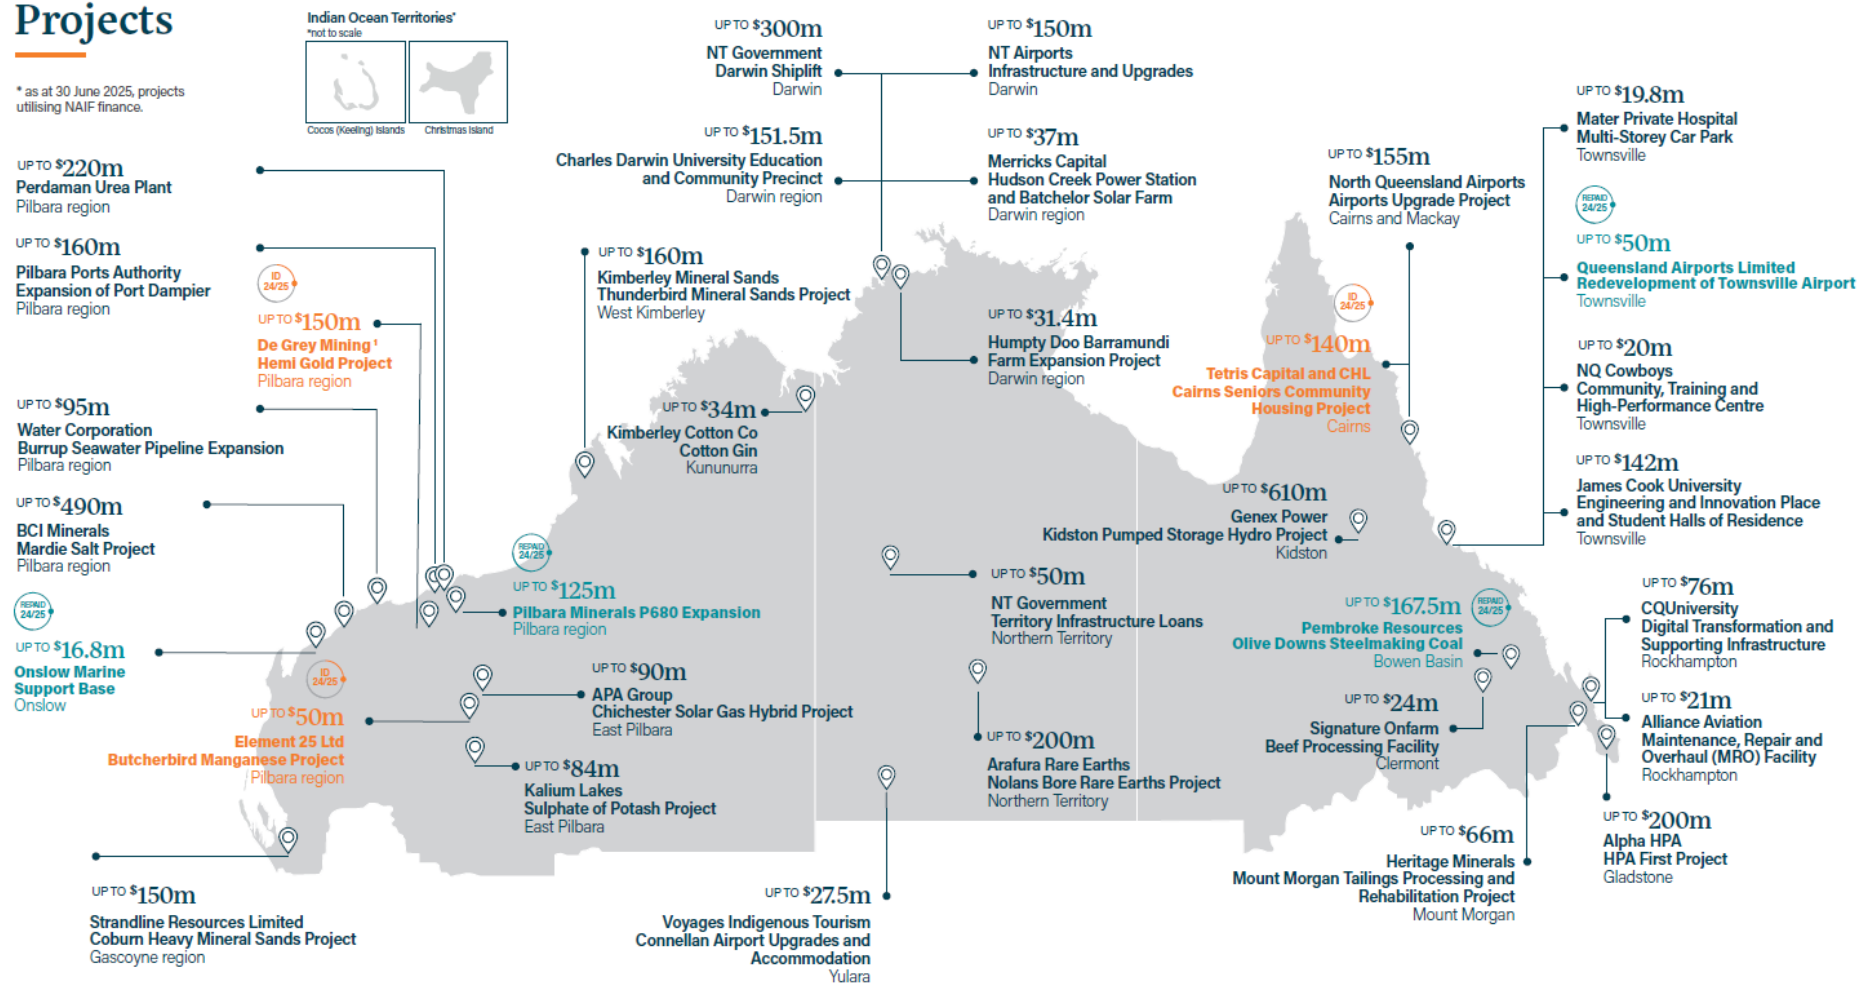 Projects
* as at 30 June 2025, projects
utilising NAIF finance.
Indian Ocean Territories*
*not to scale
Cocos (Keeling) Islands
Christmas Island
UP TO $220m
Perdaman Urea Plant
Pilbara region
UP TO $160m
Pilbara Ports Authority
Expansion of Port Dampier
Pilbara region
ID
24/25
UP TO $150m
De Grey Mining ¹
Hemi Gold Project
Pilbara region
UP TO $95m
Water Corporation
Burrup Seawater Pipeline Expansion
Pilbara region
UP TO $490m
BCI Minerals
Mardie Salt Project
Pilbara region
REPAID
24/25
UP TO $16.8m
Onslow Marine
Support Base
Onslow
ID
24/25
UP TO $50m
Element 25 Ltd
Butcherbird Manganese Project
Pilbara region
UP TO $150m
Strandline Resources Limited
Coburn Heavy Mineral Sands Project
Gascoyne region
UP TO $300m
NT Government
Darwin Shiplift
Darwin
UP TO $151.5m
Charles Darwin University Education
and Community Precinct
Darwin region
UP TO $160m
Kimberley Mineral Sands
Thunderbird Mineral Sands Project
West Kimberley
UP TO $34m
Kimberley Cotton Co
Cotton Gin
Kununurra
REPAID
24/25
UP TO $125m
Pilbara Minerals P680 Expansion
Pilbara region
UP TO $90m
APA Group
Chichester Solar Gas Hybrid Project
East Pilbara
UP TO $84m
Kalium Lakes
Sulphate of Potash Project
East Pilbara
UP TO $27.5m
Voyages Indigenous Tourism
Connellan Airport Upgrades and
Accommodation
Yulara
UP TO $150m
NT Airports
Infrastructure and Upgrades
Darwin
UP TO $37m
Merricks Capital
Hudson Creek Power Station
and Batchelor Solar Farm
Darwin region
UP TO $31.4m
Humpty Doo Barramundi
Farm Expansion Project
Darwin region
UP TO $50m
NT Government
Territory Infrastructure Loans
Northern Territory
UP TO $200m
Arafura Rare Earths
Nolans Bore Rare Earths Project
Northern Territory
UP TO $155m
North Queensland Airports
Airports Upgrade Project
Cairns and Mackay
ID
24/25
UP TO $140m
Tetris Capital and CHL
Cairns Seniors Community
Housing Project
Cairns
UP TO $610m
Genex Power
Kidston Pumped Storage Hydro Project
Kidston
UP TO $167.5m
REPAID
24/25
Pembroke Resources
Olive Downs Steelmaking Coal
Bowen Basin
UP TO $24m
Signature Onfarm
Beef Processing Facility
Clermont
UP TO $66m
Heritage Minerals
Mount Morgan Tailings Processing and
Rehabilitation Project
Mount Morgan
UP TO $19.8m
Mater Private Hospital
Multi-Storey Car Park
Townsville
REPAID
24/25
UP TO $50m
Queensland Airports Limited
Redevelopment of Townsville Airport
Townsville
UP TO $20m
NQ Cowboys
Community, Training and
High-Performance Centre
Townsville
UP TO $142m
James Cook University
Engineering and Innovation Place
and Student Halls of Residence
Townsville
UP TO $76m
CQUniversity
Digital Transformation and
Supporting Infrastructure
Rockhampton
UP TO $21m
Alliance Aviation
Maintenance, Repair and
Overhaul (MRO) Facility
Rockhampton
UP TO $200m
Alpha HPA
HPA First Project
Gladstone